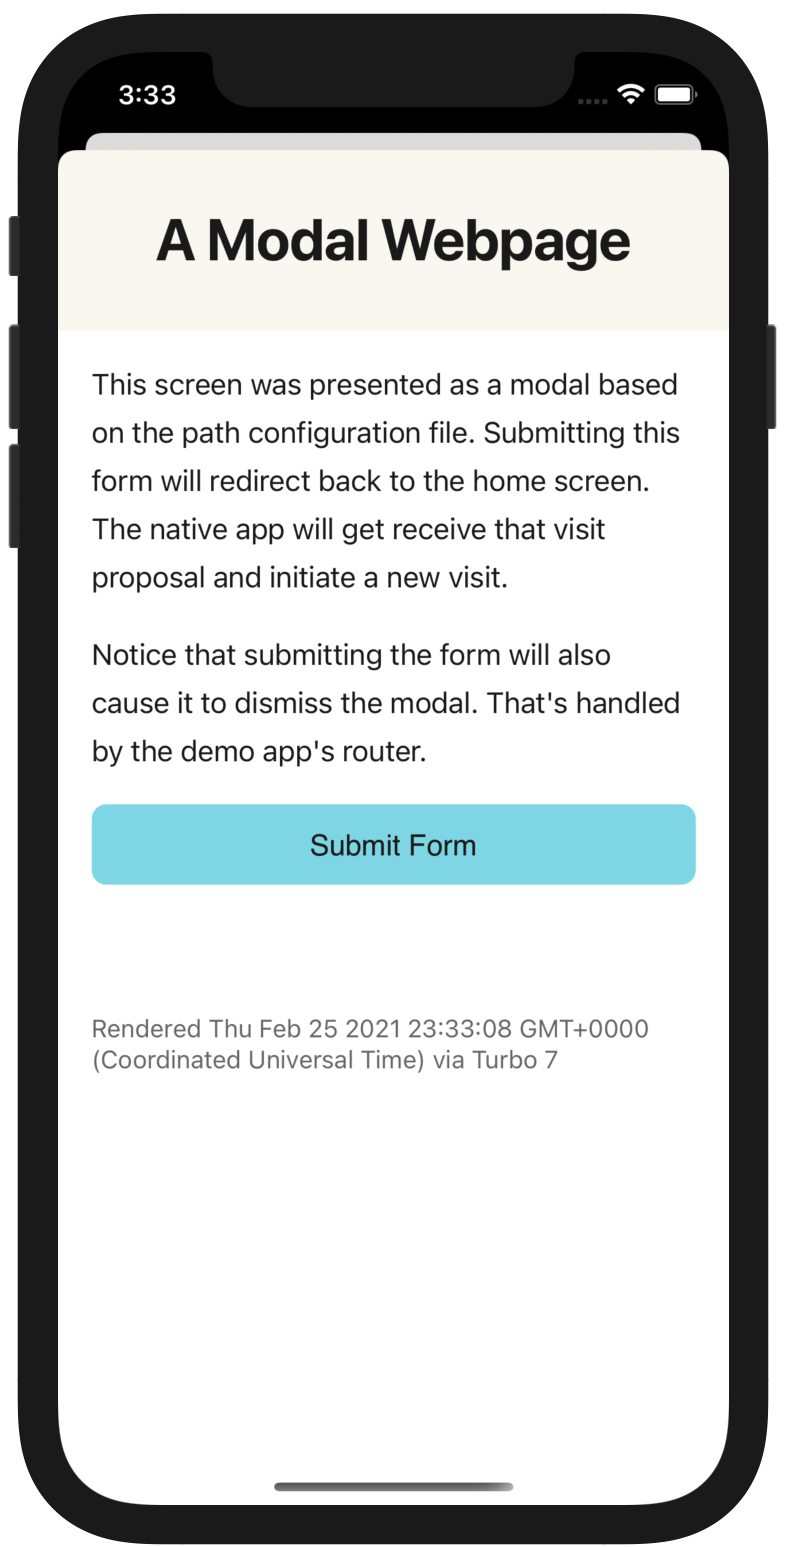 3:33
A Modal Webpage
This screen was presented as a modal based
on the path configuration file. Submitting this
form will redirect back to the home screen.
The native app will get receive that visit
proposal and initiate a new visit.
Notice that submitting the form will also
cause it to dismiss the modal. That's handled
by the demo app's router.
Submit Form
Rendered Thu Feb 25 2021 23:33:08 GMT+0000
(Coordinated Universal Time) via Turbo 7